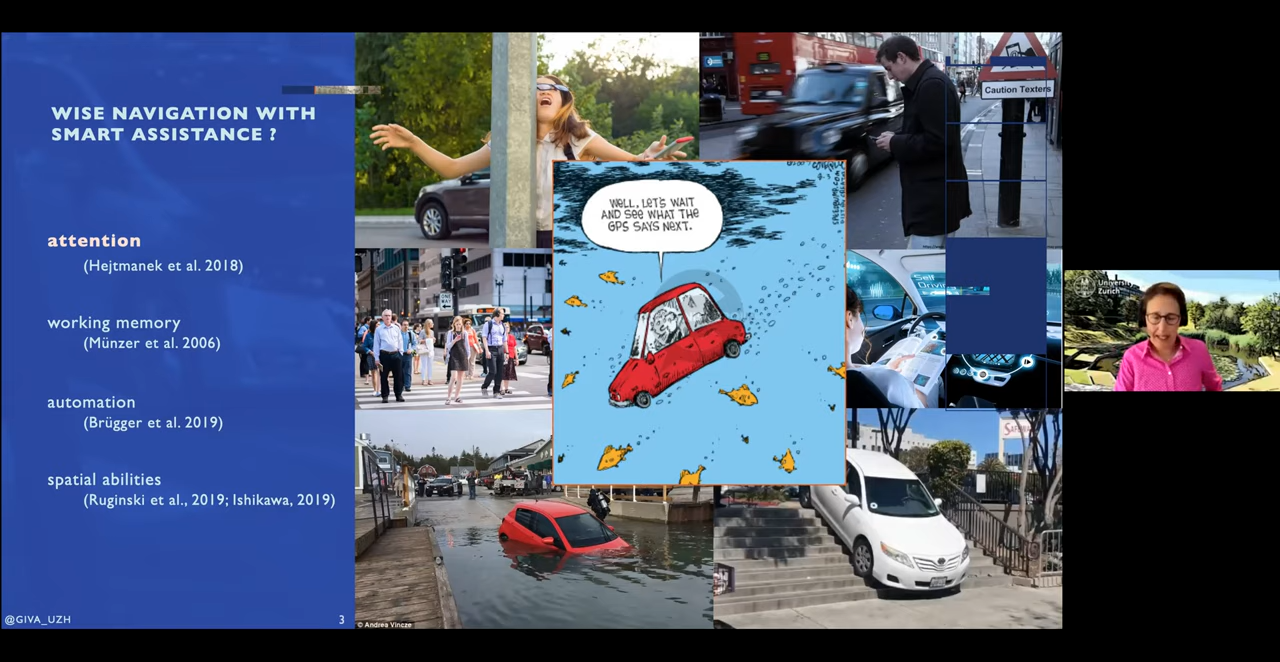 WISE NAVIGATION WITH
SMART ASSISTANCE ?
attention
(Hejtmanek et al. 2018)
working memory
(Münzer et al. 2006)
automation
(Brügger et al. 2019)
spatial abilities
(Ruginski et al., 2019; Ishikawa, 2019)
@GIVA_UZH
3
Caution Texters
WELL, LET'S WAIT
AND SEE WHAT THE
GPS SAYS NEXT.
Self
© Andrea Vincze
University
Zurich